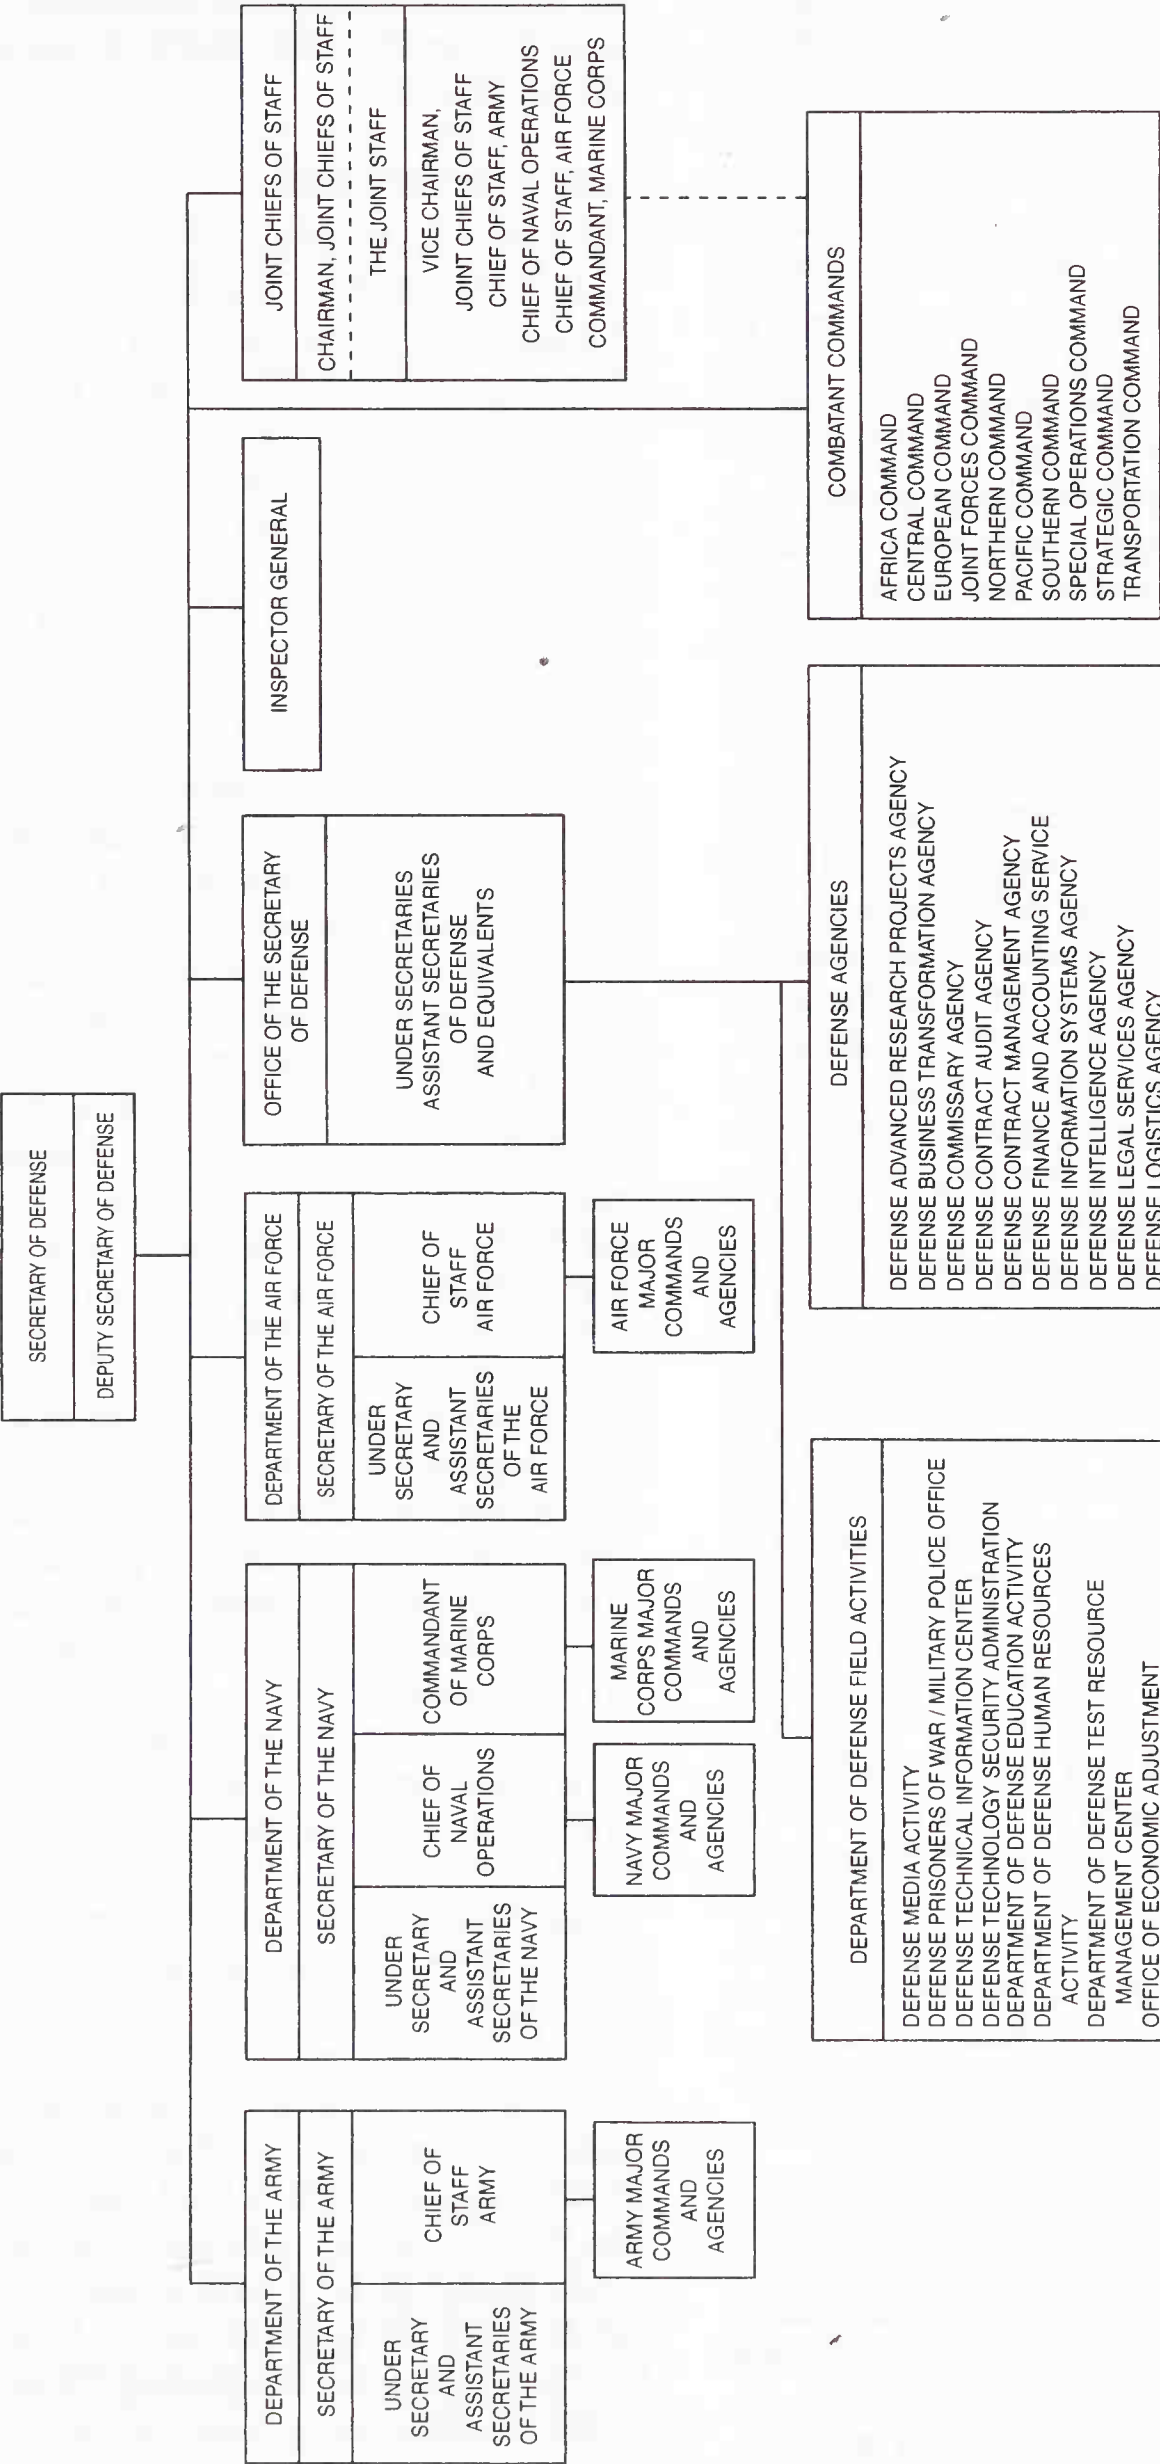 SECRETARY OF DEFENSE
DEPUTY SECRETARY OF DEFENSE
DEPARTMENT OF THE ARMY
SECRETARY OF THE ARMY
UNDER
SECRETARY
AND
ASSISTANT
SECRETARIES
OF THE ARMY
CHIEF OF
STAFF
ARMY
ARMY MAJOR
COMMANDS
AND
AGENCIES
DEPARTMENT OF THE NAVY
SECRETARY OF THE NAVY
UNDER
SECRETARY
AND
ASSISTANT
SECRETARIES
OF THE NAVY
CHIEF OF
NAVAL
OPERATIONS
COMMANDANT
OF MARINE
CORPS
NAVY MAJOR
COMMANDS
AND
AGENCIES
MARINE
CORPS MAJOR
COMMANDS
AND
AGENCIES
DEPARTMENT OF THE AIR FORCE
SECRETARY OF THE AIR FORCE
UNDER
SECRETARY
AND
ASSISTANT
SECRETARIES
OF THE
AIR FORCE
CHIEF OF
STAFF
AIR FORCE
AIR FORCE
MAJOR
COMMANDS
AND
AGENCIES
OFFICE OF THE SECRETARY
OF DEFENSE
UNDER SECRETARIES
ASSISTANT SECRETARIES
OF DEFENSE
AND EQUIVALENTS
INSPECTOR GENERAL
JOINT CHIEFS OF STAFF
CHAIRMAN, JOINT CHIEFS OF STAFF
THE JOINT STAFF
VICE CHAIRMAN,
JOINT CHIEFS OF STAFF
CHIEF OF STAFF, ARMY
CHIEF OF NAVAL OPERATIONS
CHIEF OF STAFF, AIR FORCE
COMMANDANT, MARINE CORPS
DEPARTMENT OF DEFENSE FIELD ACTIVITIES
DEFENSE MEDIA ACTIVITY
DEFENSE PRISONERS OF WAR / MILITARY POLICE OFFICE
DEFENSE TECHNICAL INFORMATION CENTER
DEFENSE TECHNOLOGY SECURITY ADMINISTRATION
DEPARTMENT OF DEFENSE EDUCATION ACTIVITY
DEPARTMENT OF DEFENSE HUMAN RESOURCES
ACTIVITY
DEPARTMENT OF DEFENSE TEST RESOURCE
MANAGEMENT CENTER
OFFICE OF ECONOMIC ADJUSTMENT
DEFENSE AGENCIES
DEFENSE ADVANCED RESEARCH PROJECTS AGENCY
DEFENSE BUSINESS TRANSFORMATION AGENCY
DEFENSE COMMISSARY AGENCY
DEFENSE CONTRACT AUDIT AGENCY
DEFENSE CONTRACT MANAGEMENT AGENCY
DEFENSE FINANCE AND ACCOUNTING SERVICE
DEFENSE INFORMATION SYSTEMS AGENCY
DEFENSE INTELLIGENCE AGENCY
DEFENSE LEGAL SERVICES AGENCY
DEFENSE LOGISTICS AGENCY
COMBATANT COMMANDS
AFRICA COMMAND
CENTRAL COMMAND
EUROPEAN COMMAND
JOINT FORCES COMMAND
NORTHERN COMMAND
PACIFIC COMMAND
SOUTHERN COMMAND
SPECIAL OPERATIONS COMMAND
STRATEGIC COMMAND
TRANSPORTATION COMMAND